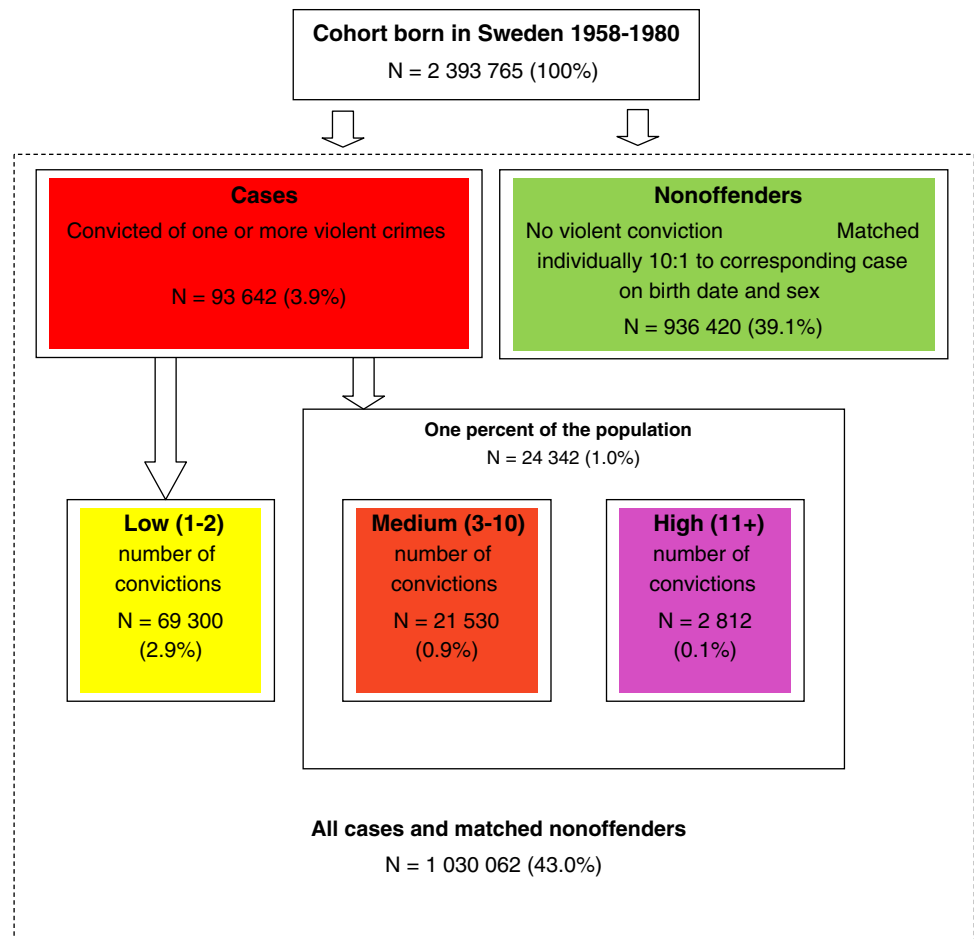 Cohort born in Sweden 1958-1980
N = 2 393 765 (100%)
Cases
Convicted of one or more violent crimes
N = 93 642 (3.9%)
Nonoffenders
No violent conviction Matched
individually 10:1 to corresponding case
on birth date and sex
N = 936 420 (39.1%)
One percent of the population
N = 24 342 (1.0%)
Low (1-2)
number of
convictions
N = 69 300
(2.9%)
Medium (3-10)
number of
convictions
N = 21 530
(0.9%)
High (11+)
number of
convictions
N = 2 812
(0.1%)
All cases and matched nonoffenders
N = 1 030 062 (43.0%)